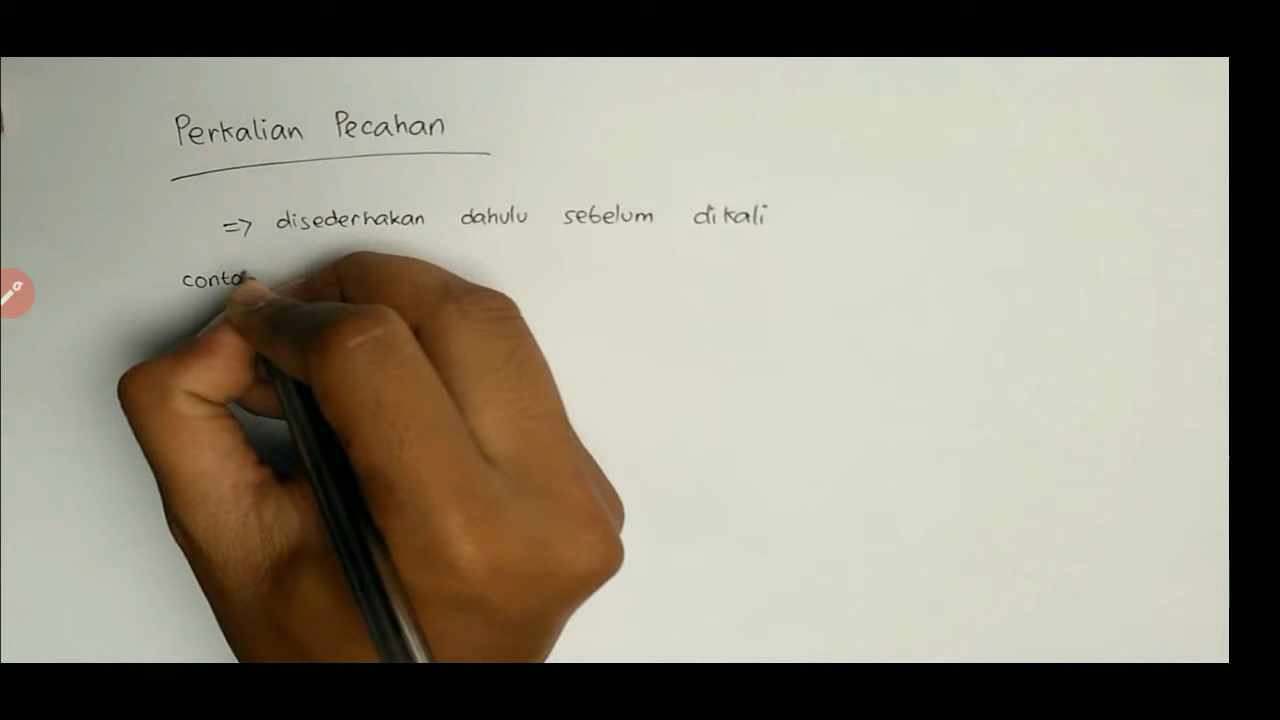 Perkalian Pecahan
=> disederhakan dahulu sebelum dikali
conto